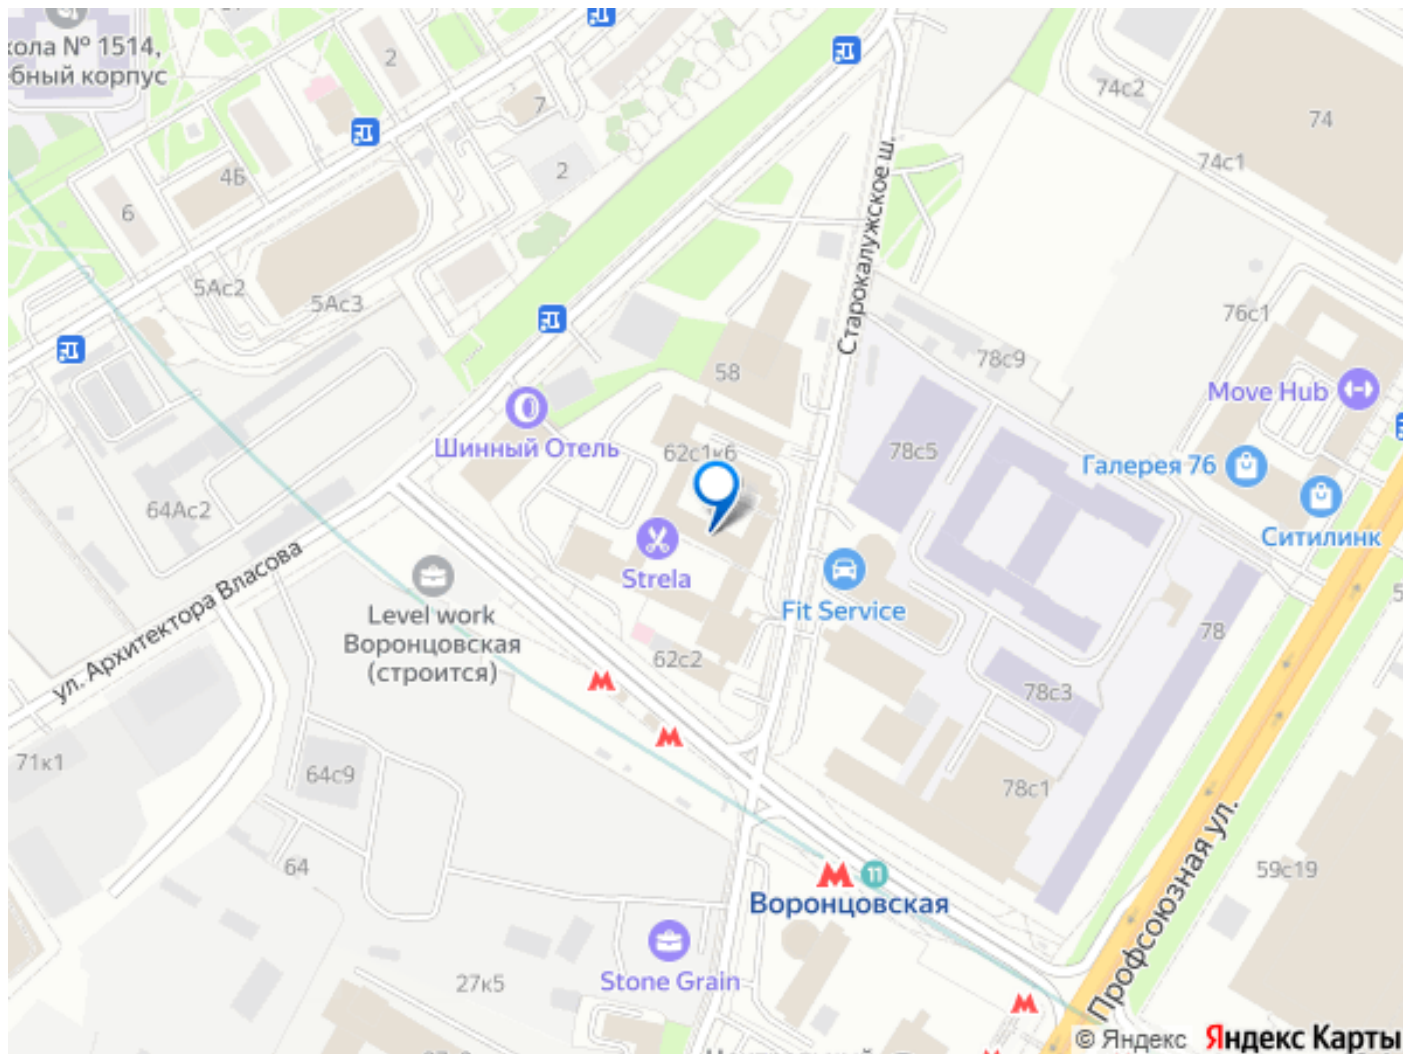 кола № 1514,
бный корпус
2
7
74с2
74
74с1
4Б
2
6
Старокалужское ш.
5Ас2
5Ас3
76с1
78с9
58
Move Hub
Шинный Отель
62с1к6
78с5
Галерея 76
64Ас2
Ситилинк
ул. Архитектора Власова
Strela
Level work
Воронцовская
(строится)
Fit Service
78
62с2
78с3
71к1
64с9
78с1
64
59с19
11
Воронцовская
Профсоюзная ул.
Stone Grain
27к5
© Яндекс Яндекс Карты